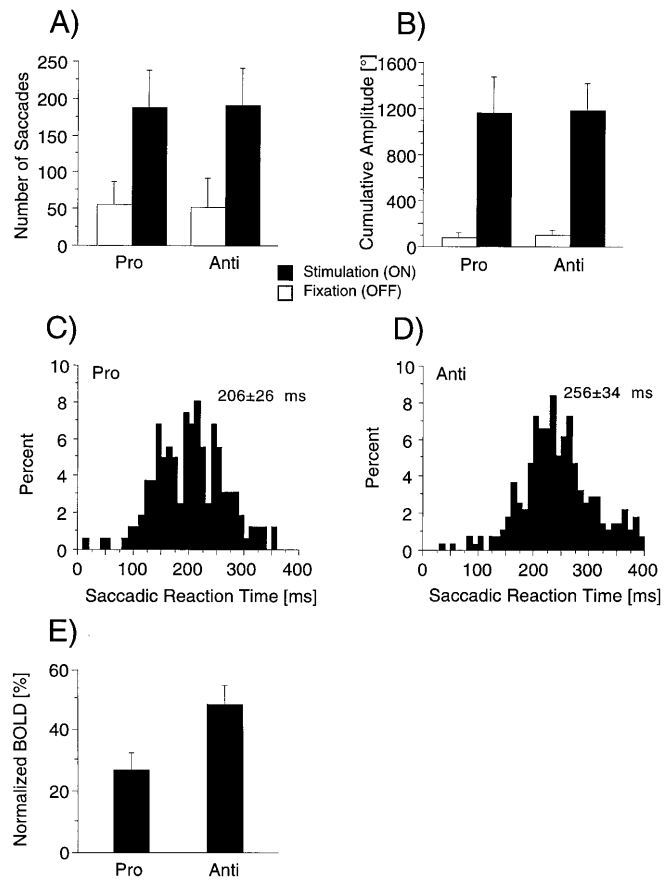 A)
Number of Saccades
250
200
150
100
50
0
Pro Anti
B)
Cumulative Amplitude [°]
1600
1200
800
400
0
Pro Anti
Stimulation (ON)
Fixation (OFF)
C)
Pro
206±26 ms
Percent
10
8
6
4
2
0
0 100 200 300 400
Saccadic Reaction Time [ms]
D)
Anti
256±34 ms
Percent
10
8
6
4
2
0
0 100 200 300 400
Saccadic Reaction Time [ms]
E)
Normalized BOLD [%]
60
40
20
0
Pro Anti